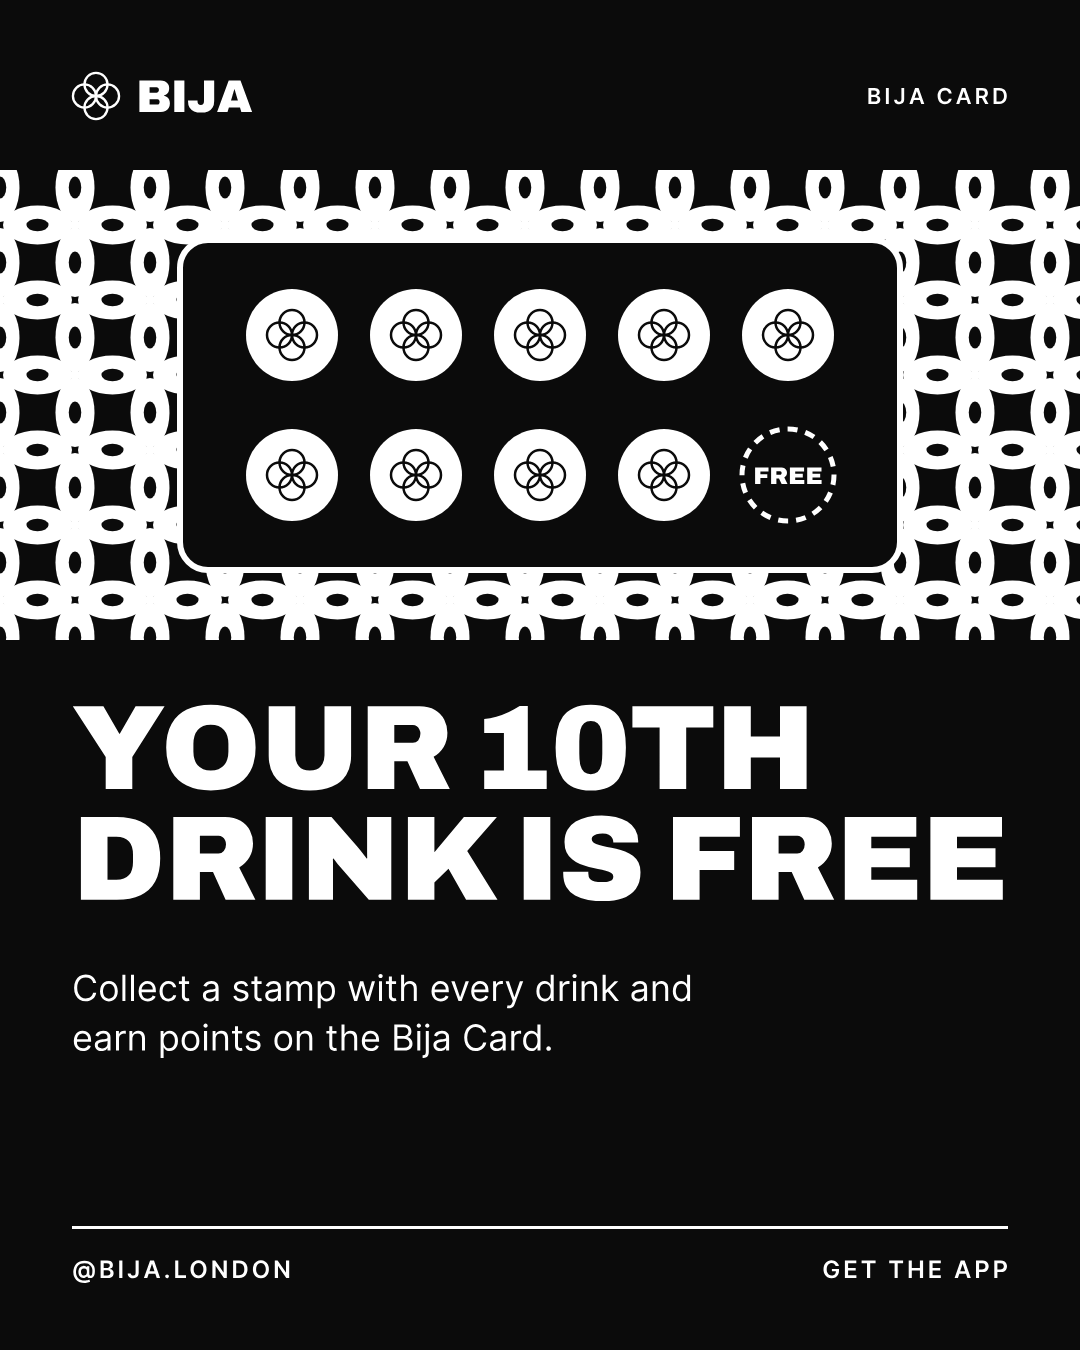 BIJA
BIJA CARD
FREE
YOUR 10TH
DRINK IS FREE
Collect a stamp with every drink and
earn points on the Bija Card.
@BIJA.LONDON
GET THE APP